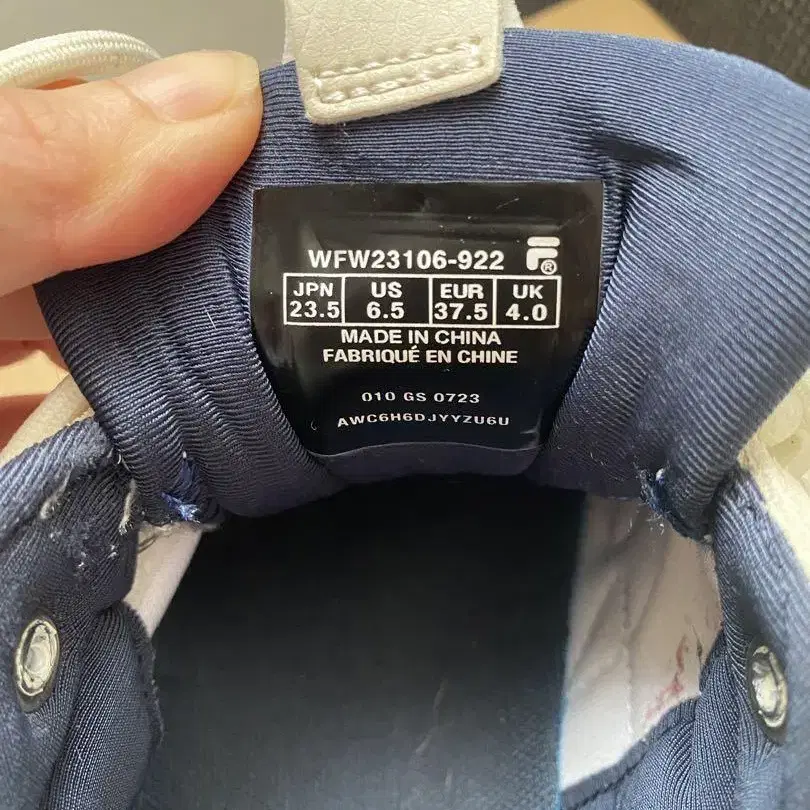 WFW23106-922
JPN US EUR UK
23.5 6.5 37.5 4.0
MADE IN CHINA
FABRIQUÉ EN CHINE
010 GS 0723
AWC6H6DJYYZU6U